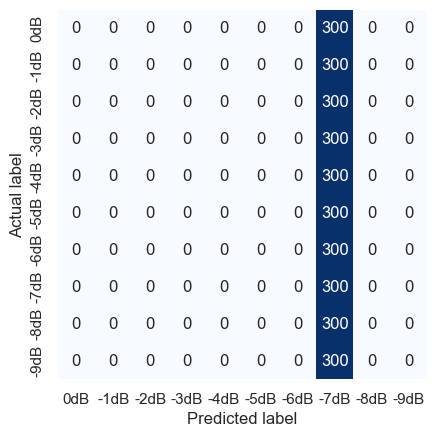 0dB 0 0 0 0 0 0 0 300 0 0
-1dB 0 0 0 0 0 0 0 300 0 0
-2dB 0 0 0 0 0 0 0 300 0 0
-3dB 0 0 0 0 0 0 0 300 0 0
-4dB 0 0 0 0 0 0 0 300 0 0
-5dB 0 0 0 0 0 0 0 300 0 0
-6dB 0 0 0 0 0 0 0 300 0 0
-7dB 0 0 0 0 0 0 0 300 0 0
-8dB 0 0 0 0 0 0 0 300 0 0
-9dB 0 0 0 0 0 0 0 300 0 0
Actual label
0dB -1dB -2dB -3dB -4dB -5dB -6dB -7dB -8dB -9dB
Predicted label